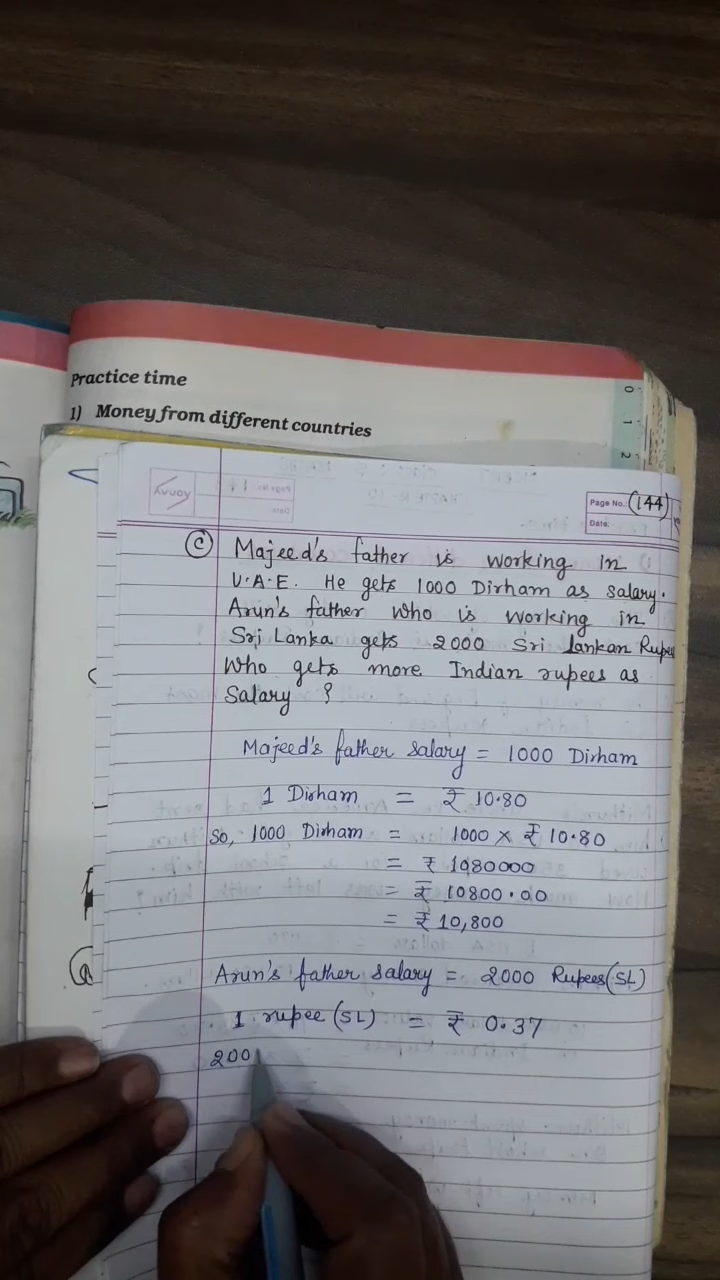 Practice time
1) Money from different countries
0
1
2
Page No.: 144
Date:
C Majeed's father is working in
U.A.E. He gets 1000 Dirham as salary.
Arun's father who is working in
Sri Lanka gets 2000 Sri Lankan Rupees
Who gets more Indian rupees as
Salary ?
Majeed's father salary = 1000 Dirham
1 Dirham = ₹ 10.80
So, 1000 Dirham = 1000 × ₹ 10.80
= ₹ 1080000
= ₹ 10800.00
= ₹ 10,800
Arun's father salary = 2000 Rupees (SL)
1 rupee (SL) = ₹ 0.37
200
a